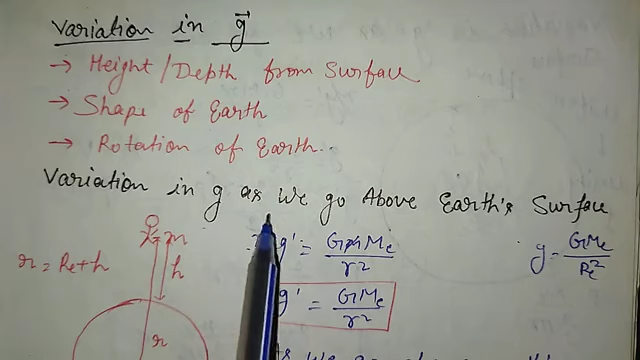 Variation in g⃗
→ Height/Depth from Surface
→ Shape of Earth
→ Rotation of Earth.
Variation in g as We go Above Earth's Surface
m
r = Re+h
h
g' = GmMe/r²
g = GMe/Re²
g' = GMe/r²
r